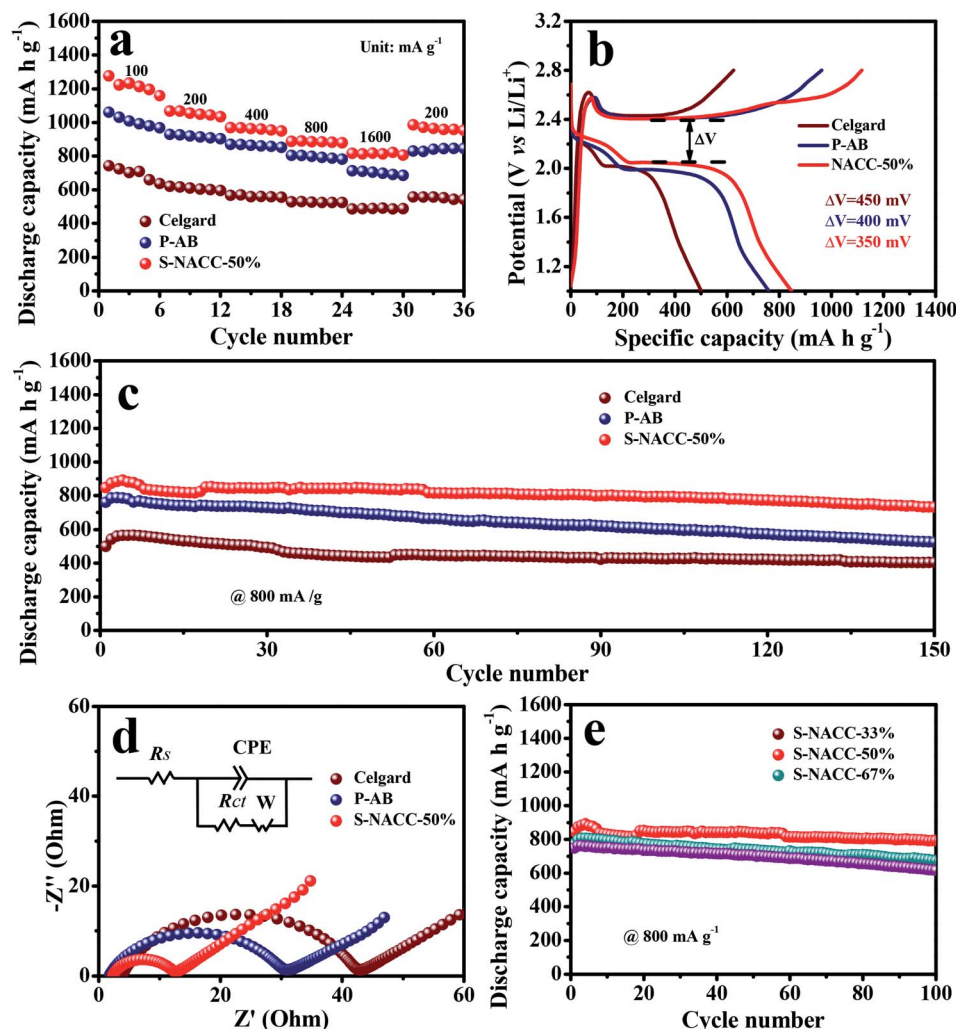 a
Unit: mA g-1
100
200
400
800
1600
200
Celgard
P-AB
S-NACC-50%
Discharge capacity (mA h g-1)
1600
1400
1200
1000
800
600
400
200
0
0 6 12 18 24 30 36
Cycle number
b
ΔV
Celgard
P-AB
NACC-50%
ΔV=450 mV
ΔV=400 mV
ΔV=350 mV
Potential (V vs Li/Li+)
3.2
2.8
2.4
2.0
1.6
1.2
0 200 400 600 800 1000 1200 1400
Specific capacity (mA h g-1)
c
Celgard
P-AB
S-NACC-50%
@ 800 mA /g
Discharge capacity (mA h g-1)
1600
1400
1200
1000
800
600
400
200
0
0 30 60 90 120 150
Cycle number
d
Rs
CPE
Rct W
Celgard
P-AB
S-NACC-50%
-Z'' (Ohm)
60
40
20
0
0 20 40 60
Z' (Ohm)
e
S-NACC-33%
S-NACC-50%
S-NACC-67%
@ 800 mA g-1
Discharge capacity (mA h g-1)
1600
1400
1200
1000
800
600
400
200
0
0 20 40 60 80 100
Cycle number